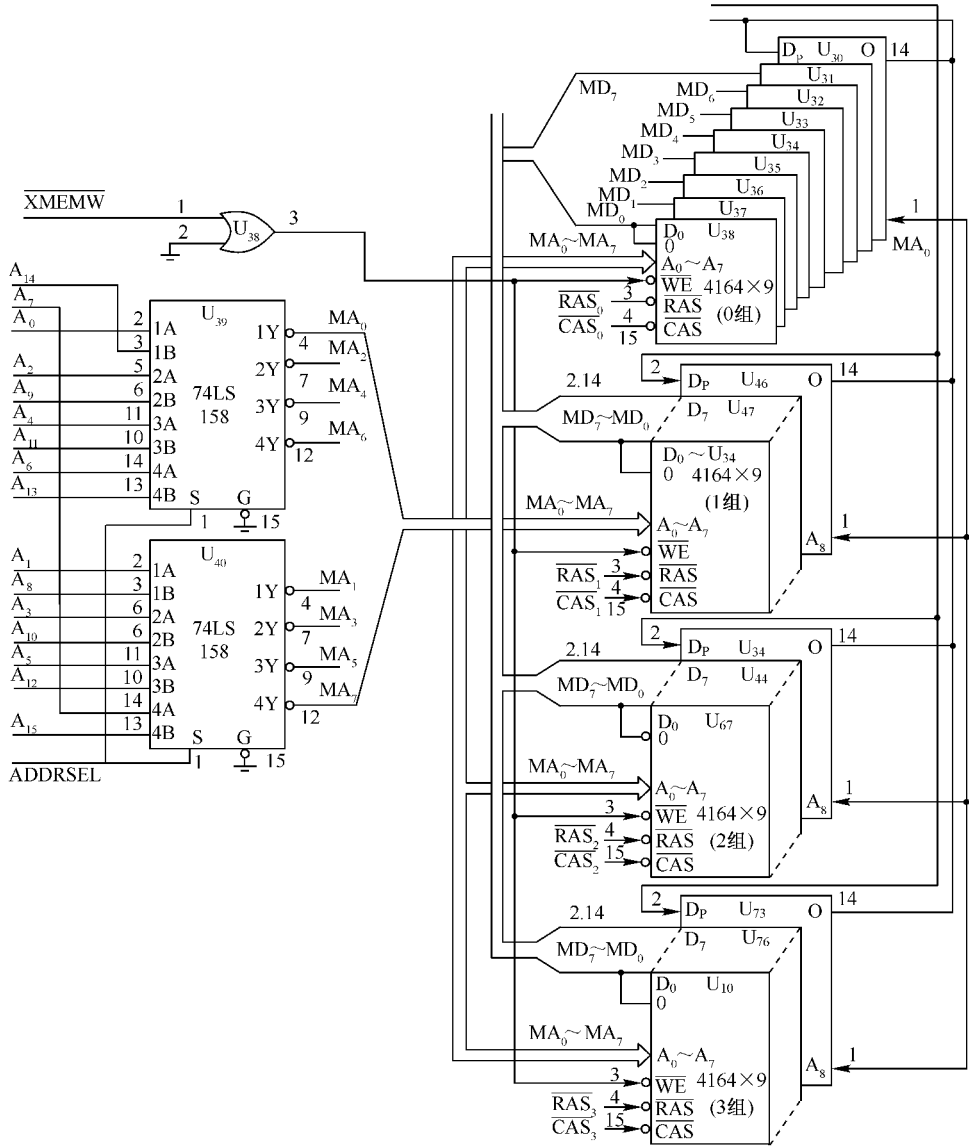 XMEMW
1
2
3
U₃₈
A₁₄
A₇
A₀
A₂
A₉
A₄
A₁₁
A₆
A₁₃
2
3
5
6
11
10
14
13
1A
1B
2A
2B
3A
3B
4A
4B
U₃₉
74LS
158
1Y
2Y
3Y
4Y
4
7
9
12
MA₀
MA₂
MA₄
MA₆
S
G
1
15
A₁
A₈
A₃
A₁₀
A₅
A₁₂
A₁₅
2
3
6
6
11
10
14
13
1A
1B
2A
2B
3A
3B
4A
4B
U₄₀
74LS
158
1Y
2Y
3Y
4Y
4
7
9
12
MA₁
MA₃
MA₅
MA₇
S
G
1
15
ADDRSEL
D_P U₃₀ O 14
U₃₁
U₃₂
U₃₃
U₃₄
U₃₅
U₃₆
U₃₇
U₃₈
MD₇
MD₆
MD₅
MD₄
MD₃
MD₂
MD₁
MD₀
D₀
0
MA₀~MA₇
A₀~A₇
WE 4164×9
RAS₀ 3 RAS (0组)
CAS₀ 4
15 CAS
1
MA₀
2 D_P U₄₆ O 14
2.14
D₇ U₄₇
MD₇~MD₀
D₀~U₃₄
0 4164×9
(1组)
MA₀~MA₇
A₀~A₇
WE
RAS₁ 3 RAS
CAS₁ 4
15 CAS
A₈ 1
2 D_P U₃₄ O 14
2.14
D₇ U₄₄
MD₇~MD₀
D₀ U₆₇
0
MA₀~MA₇
A₀~A₇
3 WE 4164×9
RAS₂ 4 RAS (2组)
CAS₂ 15 CAS
A₈ 1
2 D_P U₇₃ O 14
2.14
D₇ U₇₆
MD₇~MD₀
D₀ U₁₀
0
MA₀~MA₇
A₀~A₇
3 WE 4164×9
RAS₃ 4 RAS (3组)
CAS₃ 15 CAS
A₈ 1